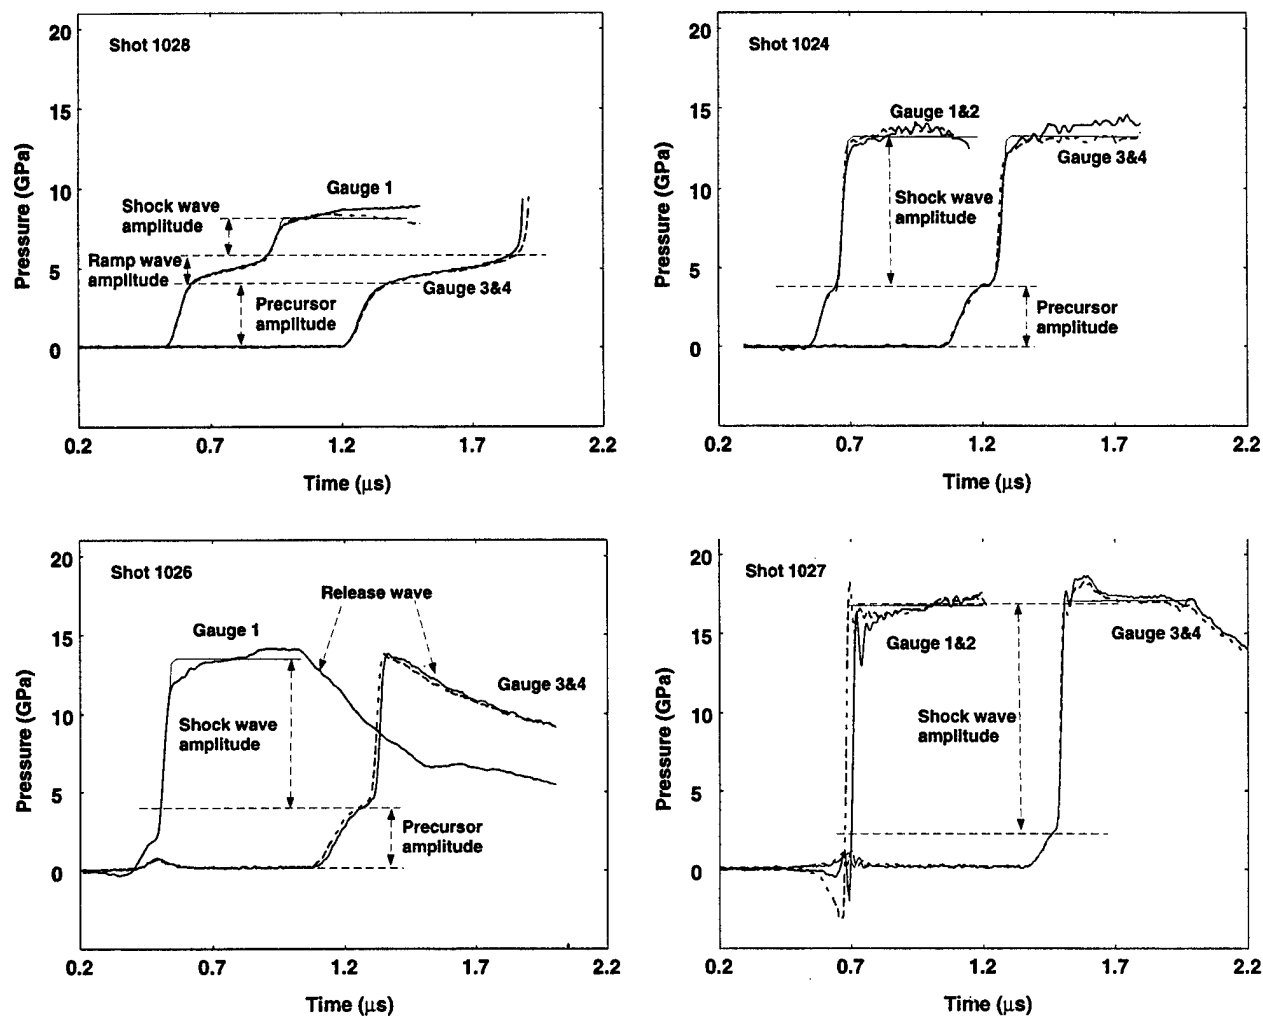 Shot 1028
20
15
10
5
0
Pressure (GPa)
Gauge 1
Shock wave
amplitude
Ramp wave
amplitude
Precursor
amplitude
Gauge 3&4
0.2 0.7 1.2 1.7 2.2
Time (µs)
Shot 1024
20
15
10
5
0
Pressure (GPa)
Gauge 1&2
Gauge 3&4
Shock wave
amplitude
Precursor
amplitude
0.2 0.7 1.2 1.7 2.2
Time (µs)
Shot 1026
20
15
10
5
0
Pressure (GPa)
Release wave
Gauge 1
Gauge 3&4
Shock wave
amplitude
Precursor
amplitude
0.2 0.7 1.2 1.7 2.2
Time (µs)
Shot 1027
20
15
10
5
0
Pressure (GPa)
Gauge 1&2
Gauge 3&4
Shock wave
amplitude
0.2 0.7 1.2 1.7 2.2
Time (µs)